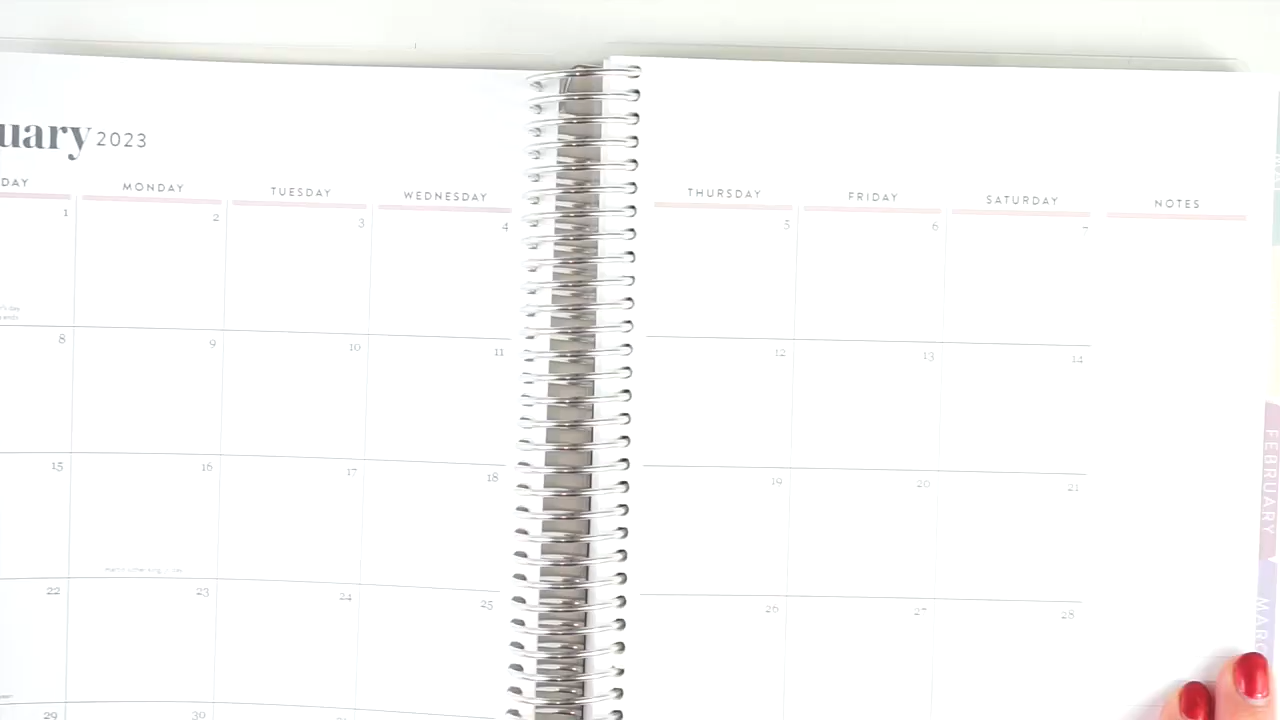 uary 2023
DAY MONDAY TUESDAY WEDNESDAY THURSDAY FRIDAY SATURDAY NOTES
1 2 3 4 5 6 7
8 9 10 11 12 13 14
15 16 17 18 19 20 21
22 23 24 25 26 27 28
29 30
FEBRUARY
MARC